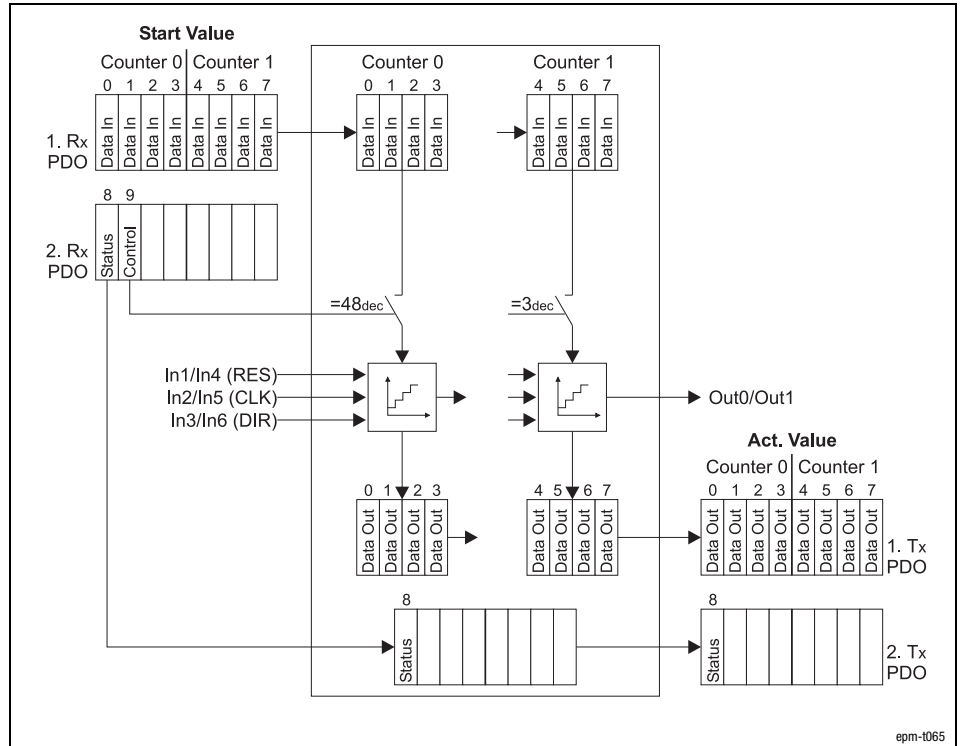 Start Value
Counter 0 Counter 1
0 1 2 3 4 5 6 7
1. Rx
PDO
Data In Data In Data In Data In Data In Data In Data In Data In
Counter 0
0 1 2 3
Data In Data In Data In Data In
Counter 1
4 5 6 7
Data In Data In Data In Data In
8 9
2. Rx
PDO
Status Control
=48dec
=3dec
In1/In4 (RES)
In2/In5 (CLK)
In3/In6 (DIR)
Out0/Out1
0 1 2 3
Data Out Data Out Data Out Data Out
4 5 6 7
Data Out Data Out Data Out Data Out
Act. Value
Counter 0 Counter 1
0 1 2 3 4 5 6 7
Data Out Data Out Data Out Data Out Data Out Data Out Data Out Data Out
1. Tx
PDO
8
Status
8
Status
2. Tx
PDO
epm-t065